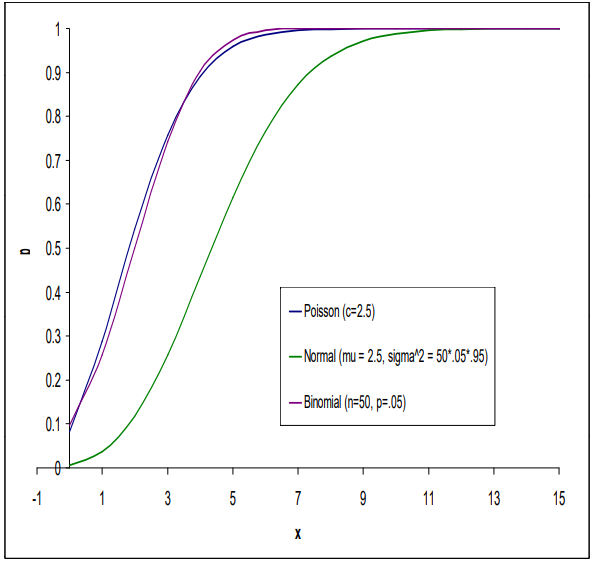 1
0.9
0.8
0.7
0.6
0.5
0.4
0.3
0.2
0.1
0
p
Poisson (c=2.5)
Normal (mu = 2.5, sigma^2 = 50*.05*.95)
Binomial (n=50, p=.05)
-1 1 3 5 7 9 11 13 15
x